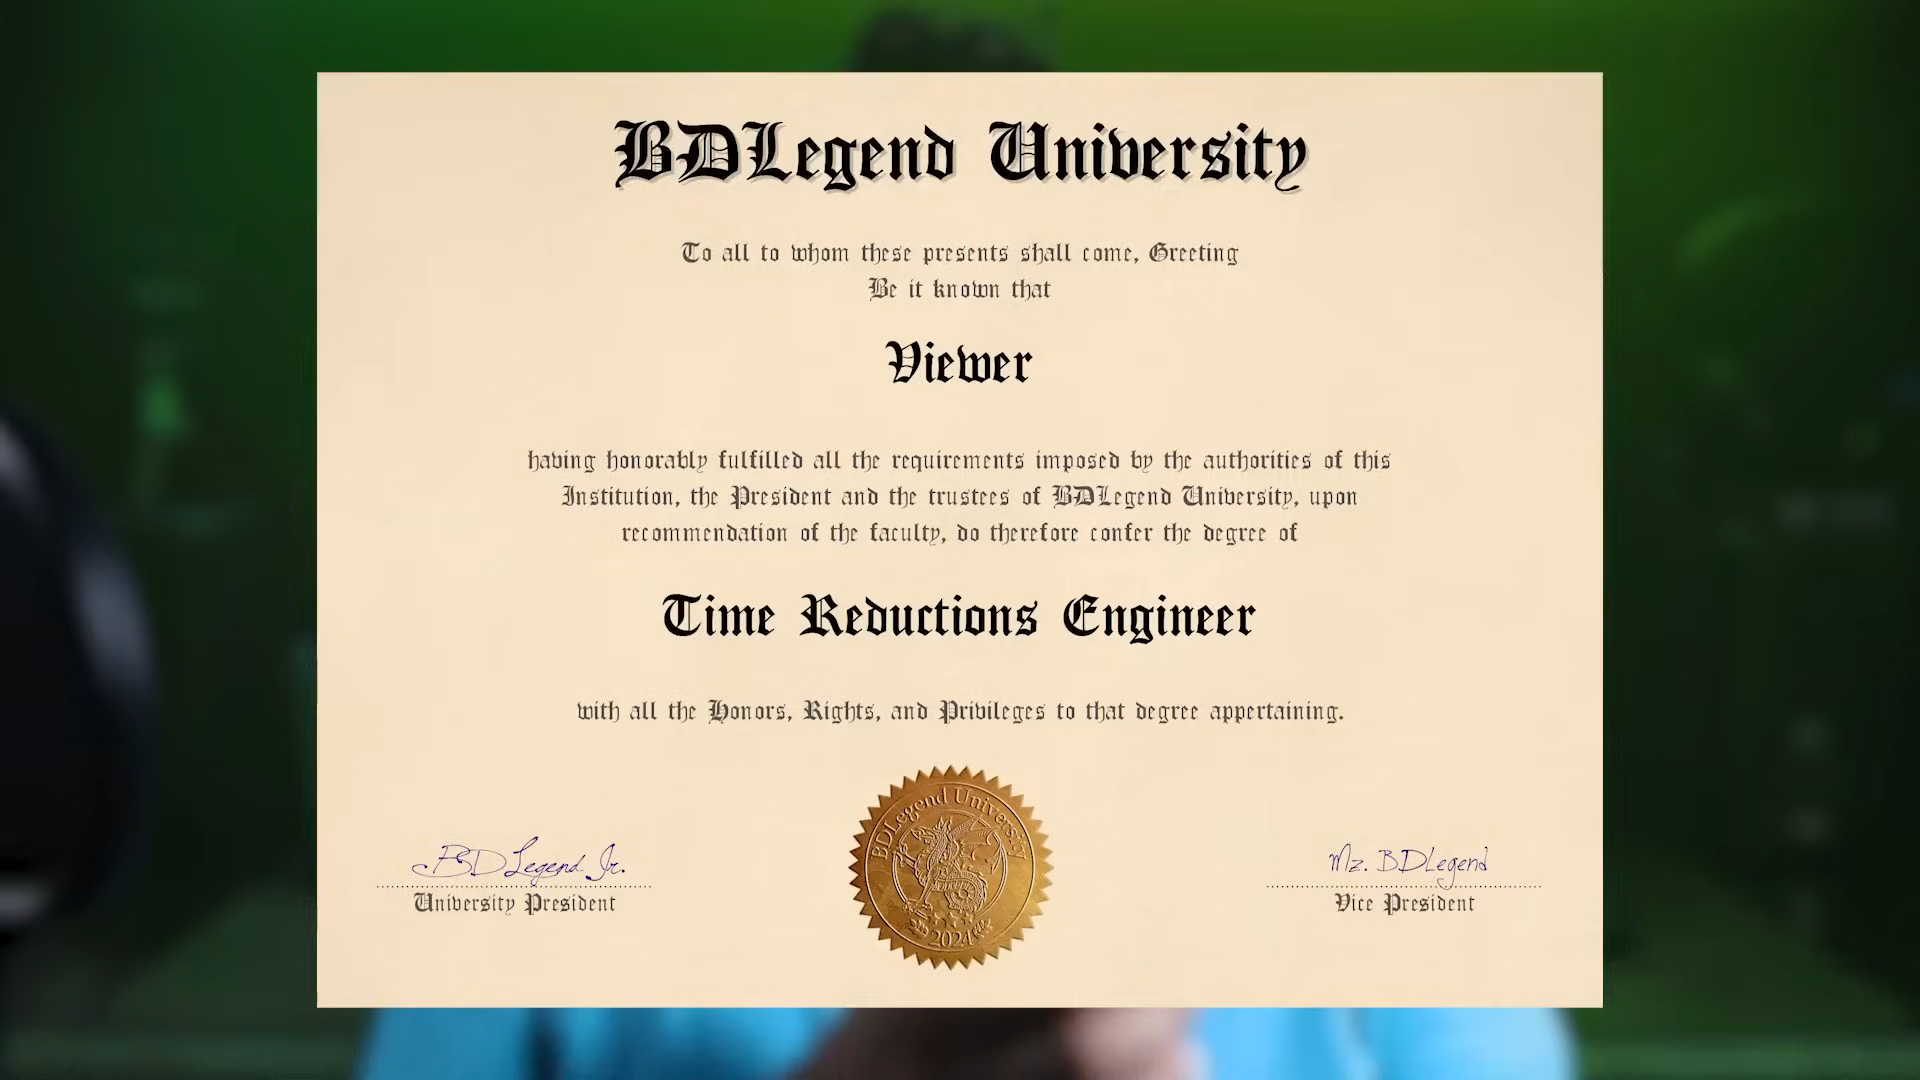 BDLegend University
To all to whom these presents shall come, Greeting
Be it known that
Viewer
having honorably fulfilled all the requirements imposed by the authorities of this
Institution, the President and the trustees of BDLegend University, upon
recommendation of the faculty, do therefore confer the degree of
Time Reductions Engineer
with all the Honors, Rights, and Privileges to that degree appertaining.
BDLegend University
2024
BDLegend Jr.
University President
Mz. BDLegend
Vice President